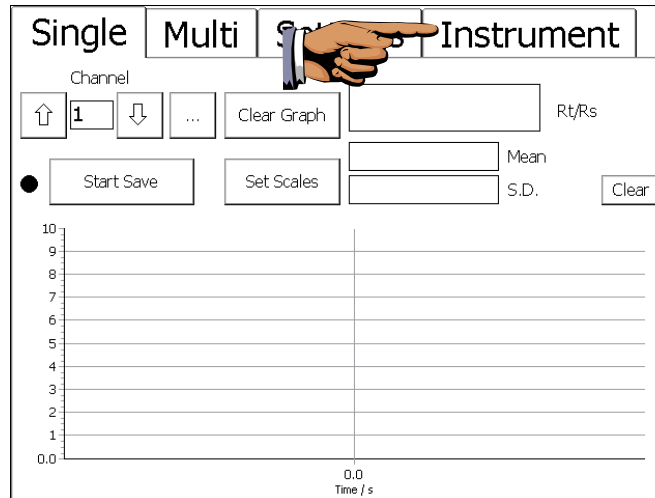 Single Multi Instrument
Channel
1 ... Clear Graph Rt/Rs
Mean
Start Save Set Scales S.D. Clear
10
9
8
7
6
5
4
3
2
1
0.0
0.0
Time / s